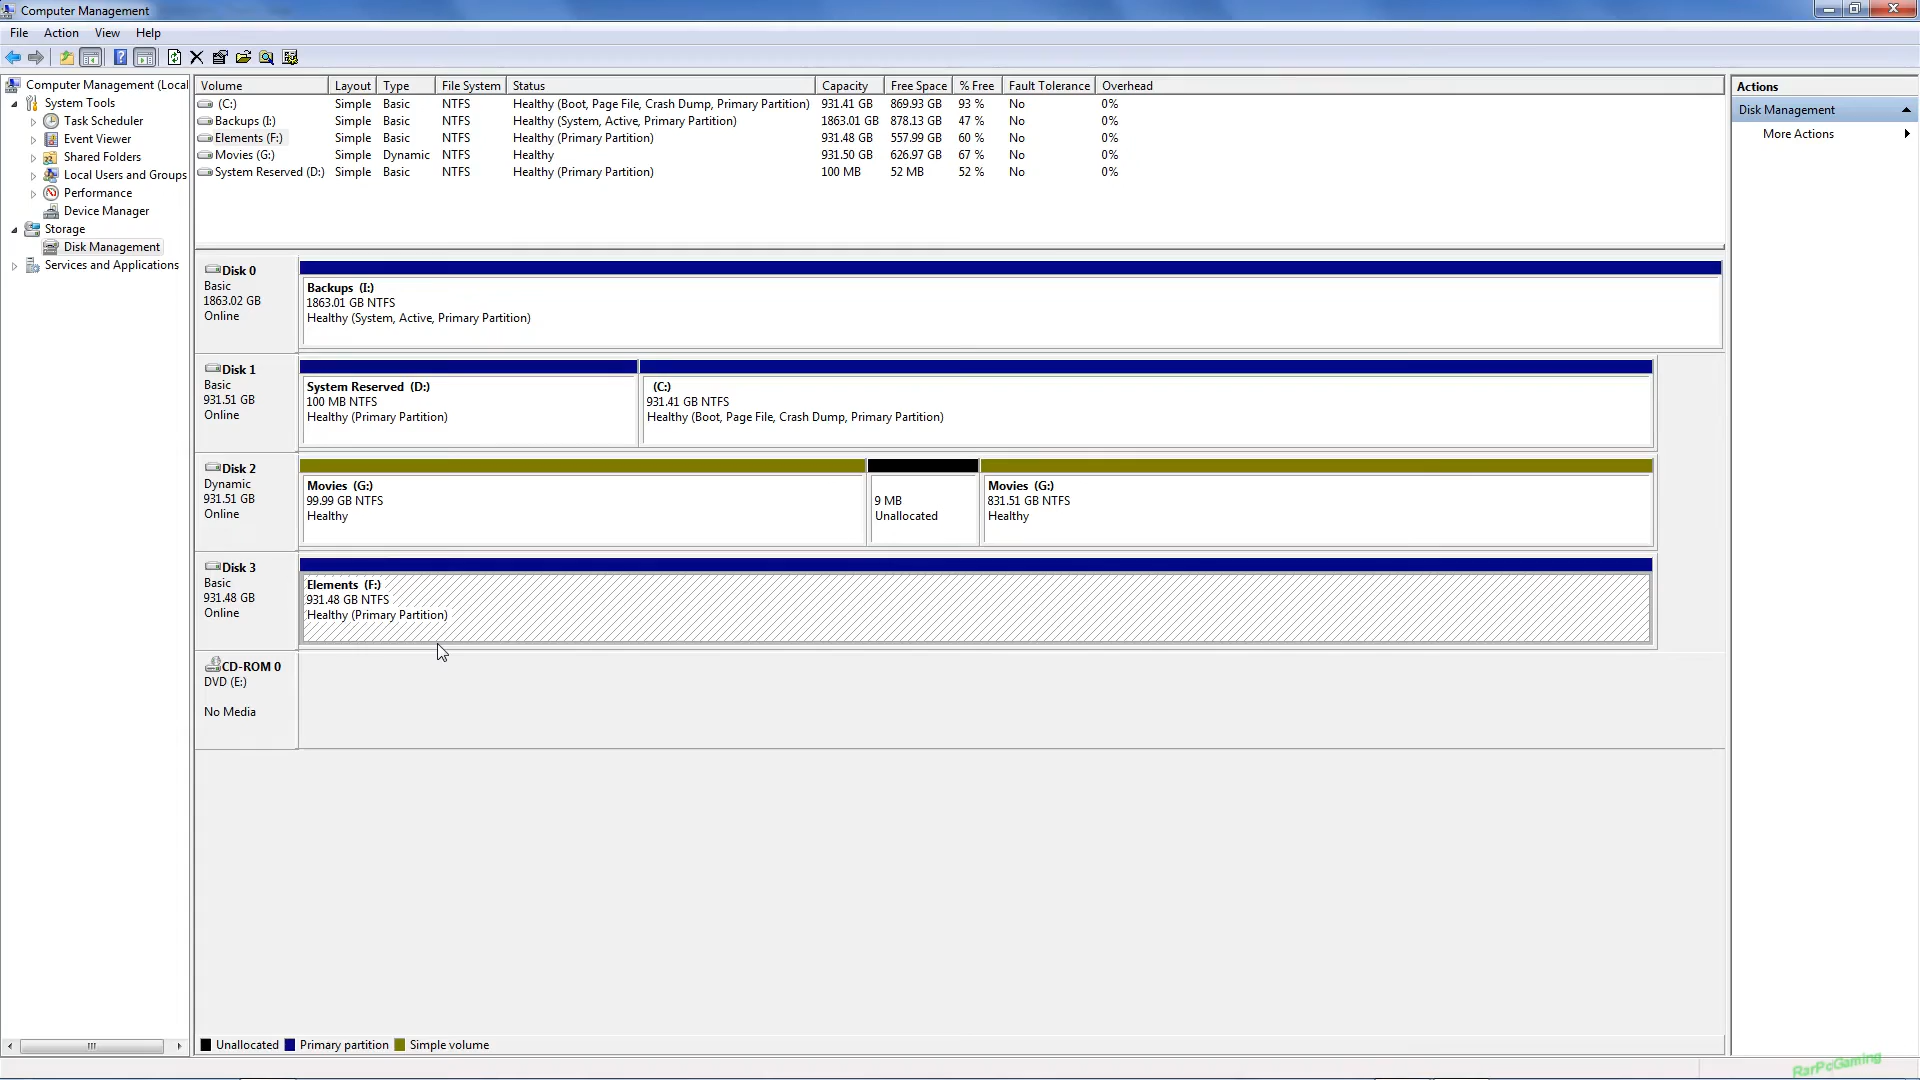 Computer Management
File Action View Help
Computer Management (Local
System Tools
Task Scheduler
Event Viewer
Shared Folders
Local Users and Groups
Performance
Device Manager
Storage
Disk Management
Services and Applications
Volume Layout Type File System Status Capacity Free Space % Free Fault Tolerance Overhead
(C:) Simple Basic NTFS Healthy (Boot, Page File, Crash Dump, Primary Partition) 931.41 GB 869.93 GB 93 % No 0%
Backups (I:) Simple Basic NTFS Healthy (System, Active, Primary Partition) 1863.01 GB 878.13 GB 47 % No 0%
Elements (F:) Simple Basic NTFS Healthy (Primary Partition) 931.48 GB 557.99 GB 60 % No 0%
Movies (G:) Simple Dynamic NTFS Healthy 931.50 GB 626.97 GB 67 % No 0%
System Reserved (D:) Simple Basic NTFS Healthy (Primary Partition) 100 MB 52 MB 52 % No 0%
Disk 0
Basic
1863.02 GB
Online
Backups (I:)
1863.01 GB NTFS
Healthy (System, Active, Primary Partition)
Disk 1
Basic
931.51 GB
Online
System Reserved (D:)
100 MB NTFS
Healthy (Primary Partition)
(C:)
931.41 GB NTFS
Healthy (Boot, Page File, Crash Dump, Primary Partition)
Disk 2
Dynamic
931.51 GB
Online
Movies (G:)
99.99 GB NTFS
Healthy
9 MB
Unallocated
Movies (G:)
831.51 GB NTFS
Healthy
Disk 3
Basic
931.48 GB
Online
Elements (F:)
931.48 GB NTFS
Healthy (Primary Partition)
CD-ROM 0
DVD (E:)
No Media
Unallocated Primary partition Simple volume
Actions
Disk Management
More Actions
RarPcGaming